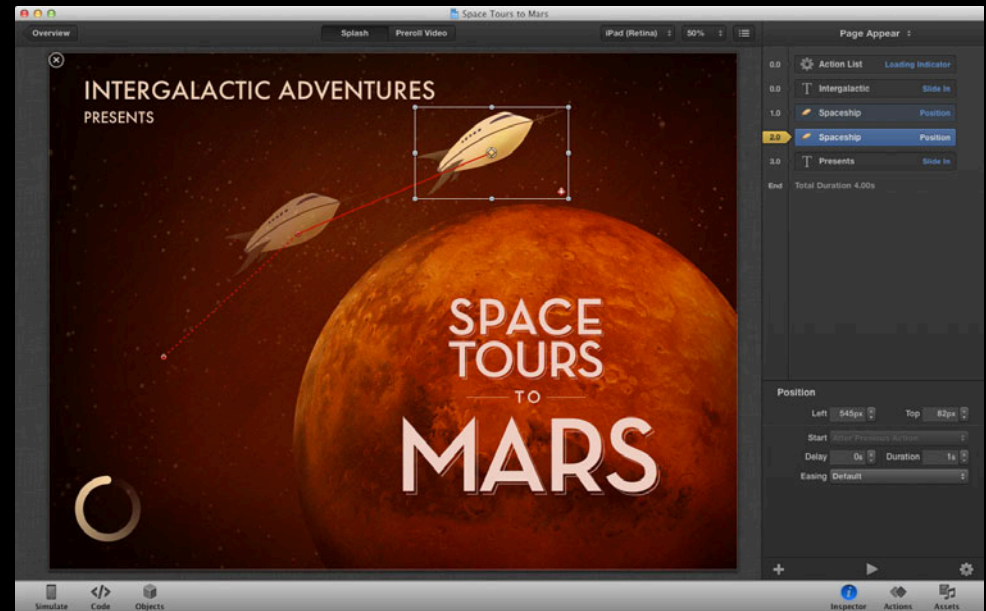 Space Tours to Mars
Overview
Splash
Preroll Video
iPad (Retina)
50%
Page Appear
INTERGALACTIC ADVENTURES
PRESENTS
SPACE
TOURS
TO
MARS
0.0 Action List Loading Indicator
0.0 T Intergalactic Slide In
1.0 Spaceship Position
2.0 Spaceship Position
3.0 T Presents Slide In
End Total Duration 4.00s
Position
Left 545px Top 82px
Start After Previous Action
Delay 0s Duration 1s
Easing Default
Simulate
Code
Objects
Inspector
Actions
Assets